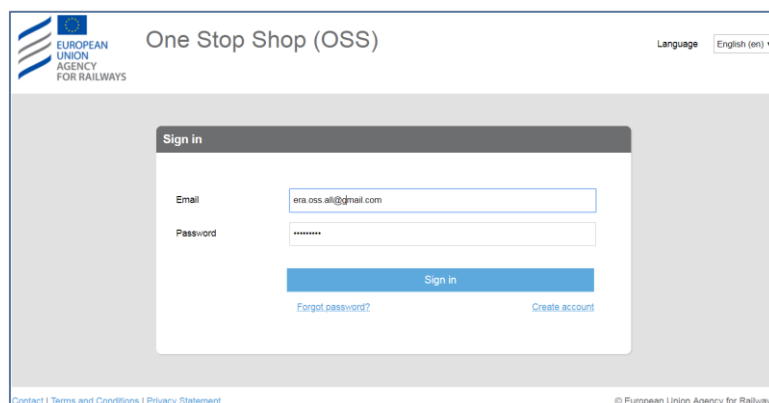 EUROPEAN
UNION
AGENCY
FOR RAILWAYS
One Stop Shop (OSS)
Language
English (en)
Sign in
Email
era.oss.all@gmail.com
Password
•••••••••
Sign in
Forgot password?
Create account
Contact | Terms and Conditions | Privacy Statement
© European Union Agency for Railway